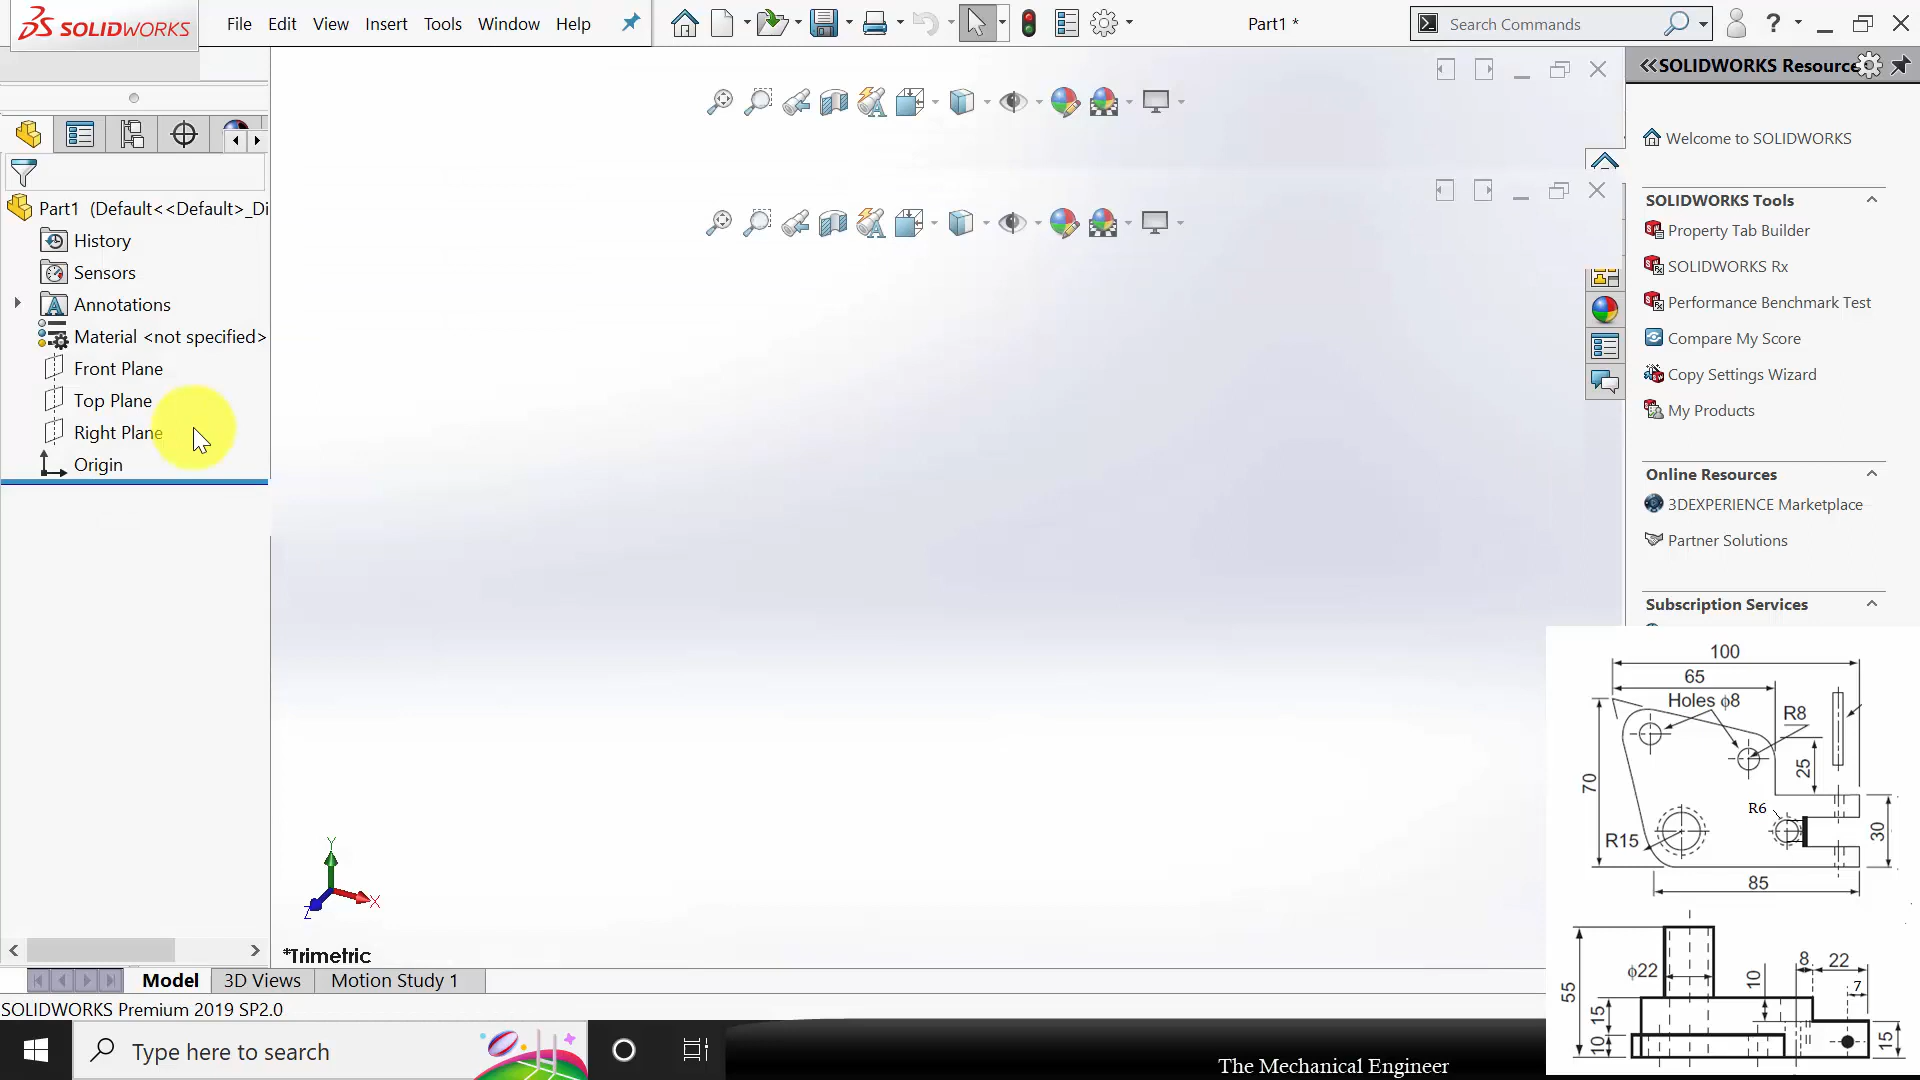 SOLIDWORKS
File Edit View Insert Tools Window Help
Part1 *
Search Commands
?
SOLIDWORKS Resource
Welcome to SOLIDWORKS
SOLIDWORKS Tools
Property Tab Builder
SOLIDWORKS Rx
Performance Benchmark Test
Compare My Score
Copy Settings Wizard
My Products
Online Resources
3DEXPERIENCE Marketplace
Partner Solutions
Subscription Services
Part1 (Default<<Default>_Di
History
Sensors
Annotations
Material <not specified>
Front Plane
Top Plane
Right Plane
Origin
Y
X
Z
*Trimetric
Model 3D Views Motion Study 1
SOLIDWORKS Premium 2019 SP2.0
Type here to search
The Mechanical Engineer
100
65
Holes ϕ8
R8
25
70
R6
R15
30
85
ϕ22
8
22
10
7
55
15
10
15